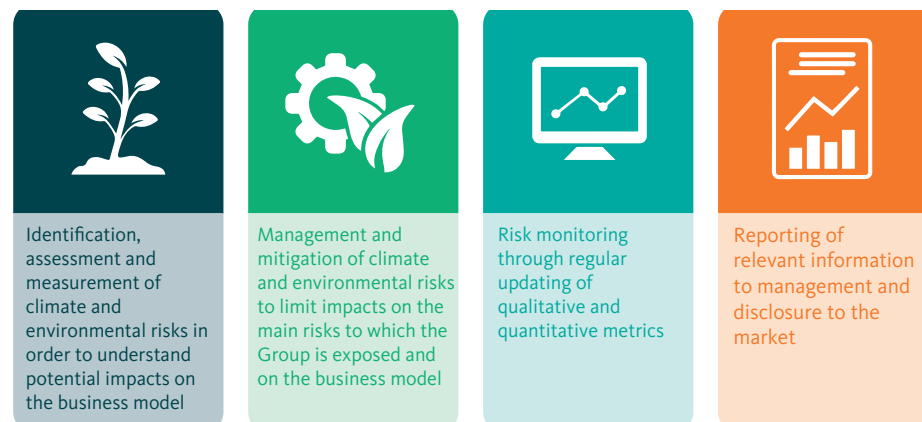 Identification,
assessment and
measurement of
climate and
environmental risks in
order to understand
potential impacts on
the business model
Management and
mitigation of climate
and environmental risks
to limit impacts on the
main risks to which the
Group is exposed and
on the business model
Risk monitoring
through regular
updating of
qualitative and
quantitative metrics
Reporting of
relevant information
to management and
disclosure to the
market